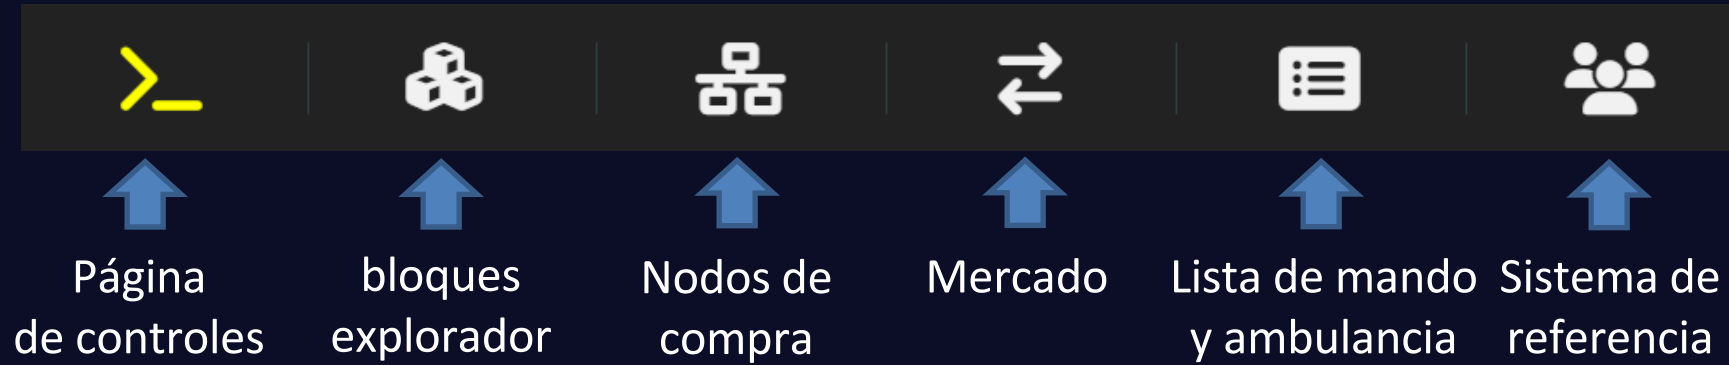 Página
de controles
bloques
explorador
Nodos de
compra
Mercado
Lista de mando
y ambulancia
Sistema de
referencia